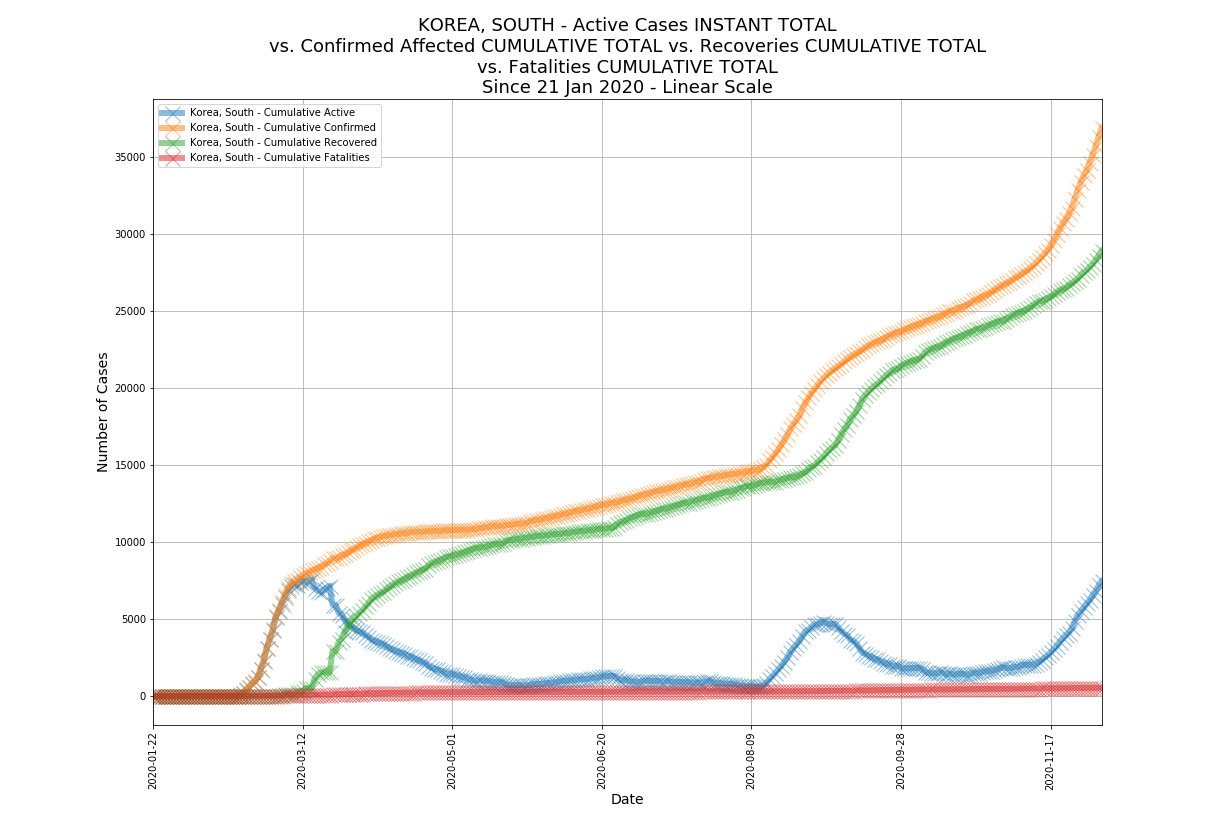 KOREA, SOUTH - Active Cases INSTANT TOTAL
vs. Confirmed Affected CUMULATIVE TOTAL vs. Recoveries CUMULATIVE TOTAL
vs. Fatalities CUMULATIVE TOTAL
Since 21 Jan 2020 - Linear Scale
Korea, South - Cumulative Active
Korea, South - Cumulative Confirmed
Korea, South - Cumulative Recovered
Korea, South - Cumulative Fatalities
Number of Cases
35000
30000
25000
20000
15000
10000
5000
0
2020-01-22
2020-03-12
2020-05-01
2020-06-20
2020-08-09
2020-09-28
2020-11-17
Date